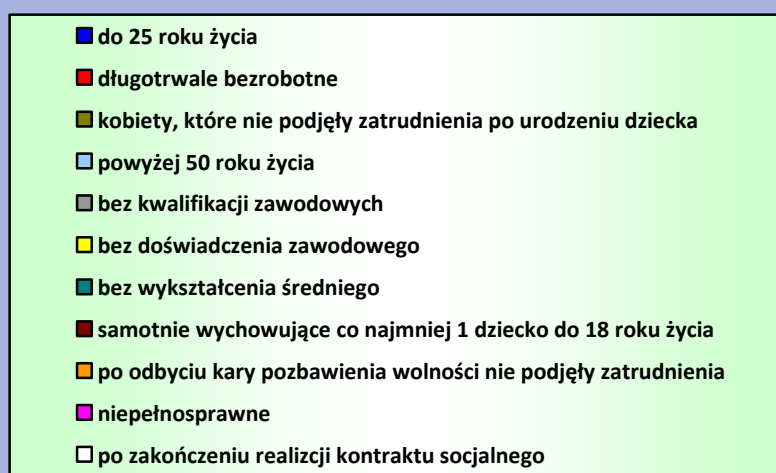 do 25 roku życia
długotrwale bezrobotne
kobiety, które nie podjęły zatrudnienia po urodzeniu dziecka
powyżej 50 roku życia
bez kwalifikacji zawodowych
bez doświadczenia zawodowego
bez wykształcenia średniego
samotnie wychowujące co najmniej 1 dziecko do 18 roku życia
po odbyciu kary pozbawienia wolności nie podjęły zatrudnienia
niepełnosprawne
po zakończeniu realizcji kontraktu socjalnego